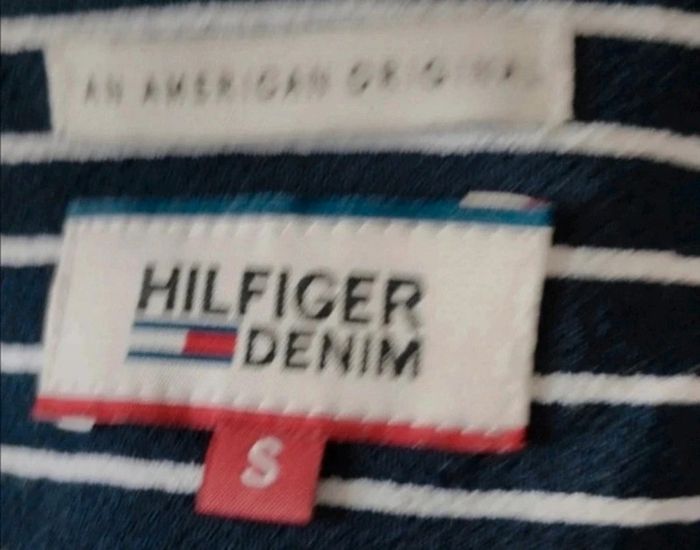 AN AMERICAN ORIGINAL
HILFIGER
DENIM
S